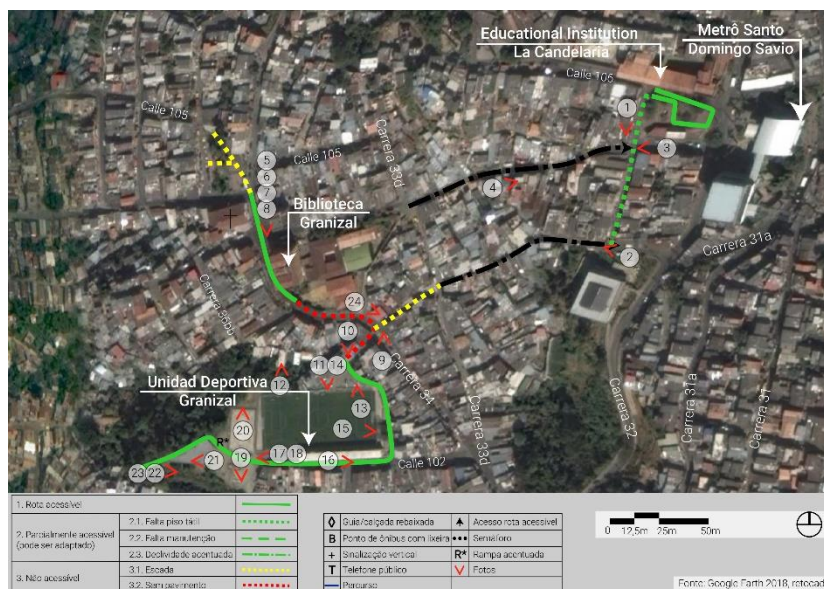 Educational Institution
La Candelaria
Metrô Santo
Domingo Savio
Calle 106
Calle 105
1
3
5
Calle 105
6
7
8
Carrera 33d
4
Biblioteca
Granizal
2
Carrera 31a
Carrera 36bb
24
10
9
11 14
12
Carrera 34
Unidad Deportiva
Granizal
13
15
20
R*
17 18
16
19
21
23 22
Calle 102
Carrera 33d
Carrera 32
Carrera 31a
Carrera 31
1. Rota acessível
2. Parcialmente acessível
(pode ser adaptado)
2.1. Falta piso tátil
2.2. Falta manutenção
2.3. Declividade acentuada
3. Não acessível
3.1. Escada
3.2. Sem pavimento
Guia/calçada rebaixada
B Ponto de ônibus com lixeira
+ Sinalização vertical
T Telefone público
Percurso
Acesso rota acessível
Semáforo
R* Rampa acentuada
Fotos
0 12,5m 25m 50m
Fonte: Google Earth 2018, retocad